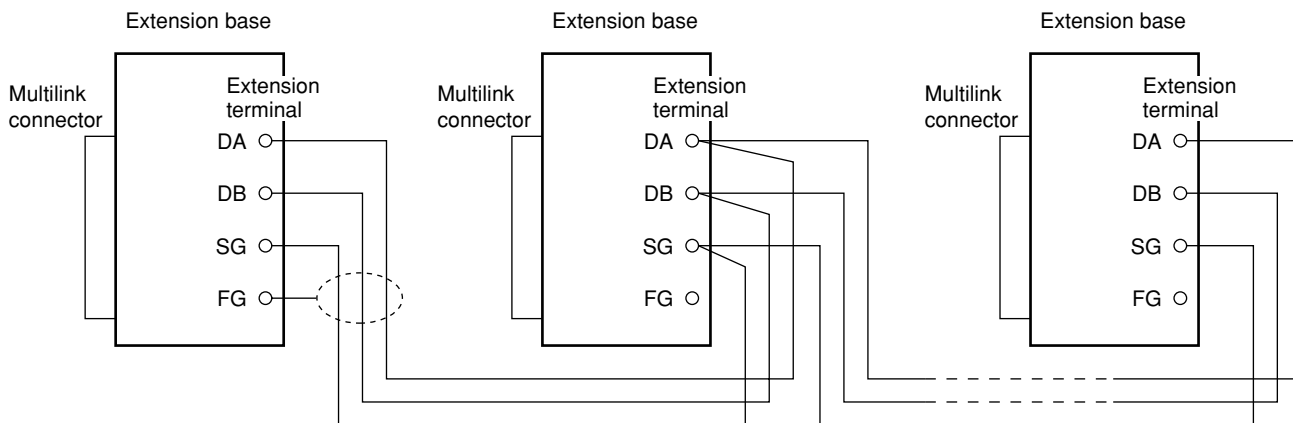 Extension base
Multilink
connector
Extension
terminal
DA
DB
SG
FG
Extension base
Multilink
connector
Extension
terminal
DA
DB
SG
FG
Extension base
Multilink
connector
Extension
terminal
DA
DB
SG
FG